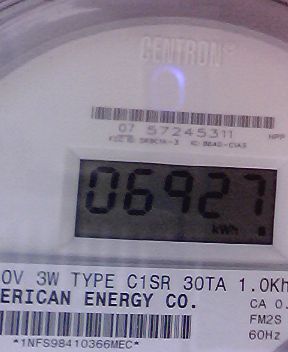 CENTRON®
07 57245311
HPP
06927
kWh
0V 3W TYPE C1SR 30TA 1.0Kh
ERICAN ENERGY CO.
CA 0.
FM2S
60Hz
*1NFS98410366MEC*